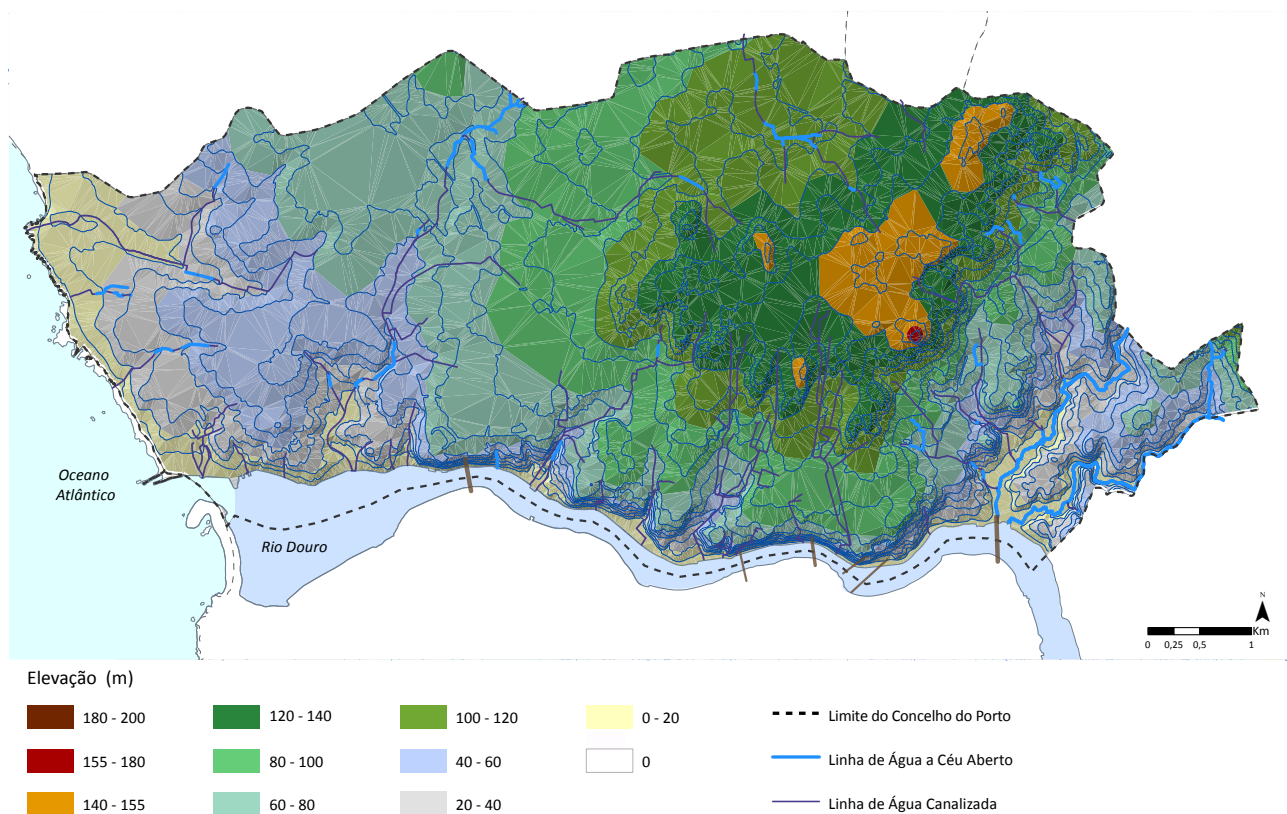 Oceano
Atlântico
Rio Douro
N
Km
0 0,25 0,5 1
Elevação (m)
180 - 200
155 - 180
140 - 155
120 - 140
80 - 100
60 - 80
100 - 120
40 - 60
20 - 40
0 - 20
0
Limite do Concelho do Porto
Linha de Água a Céu Aberto
Linha de Água Canalizada